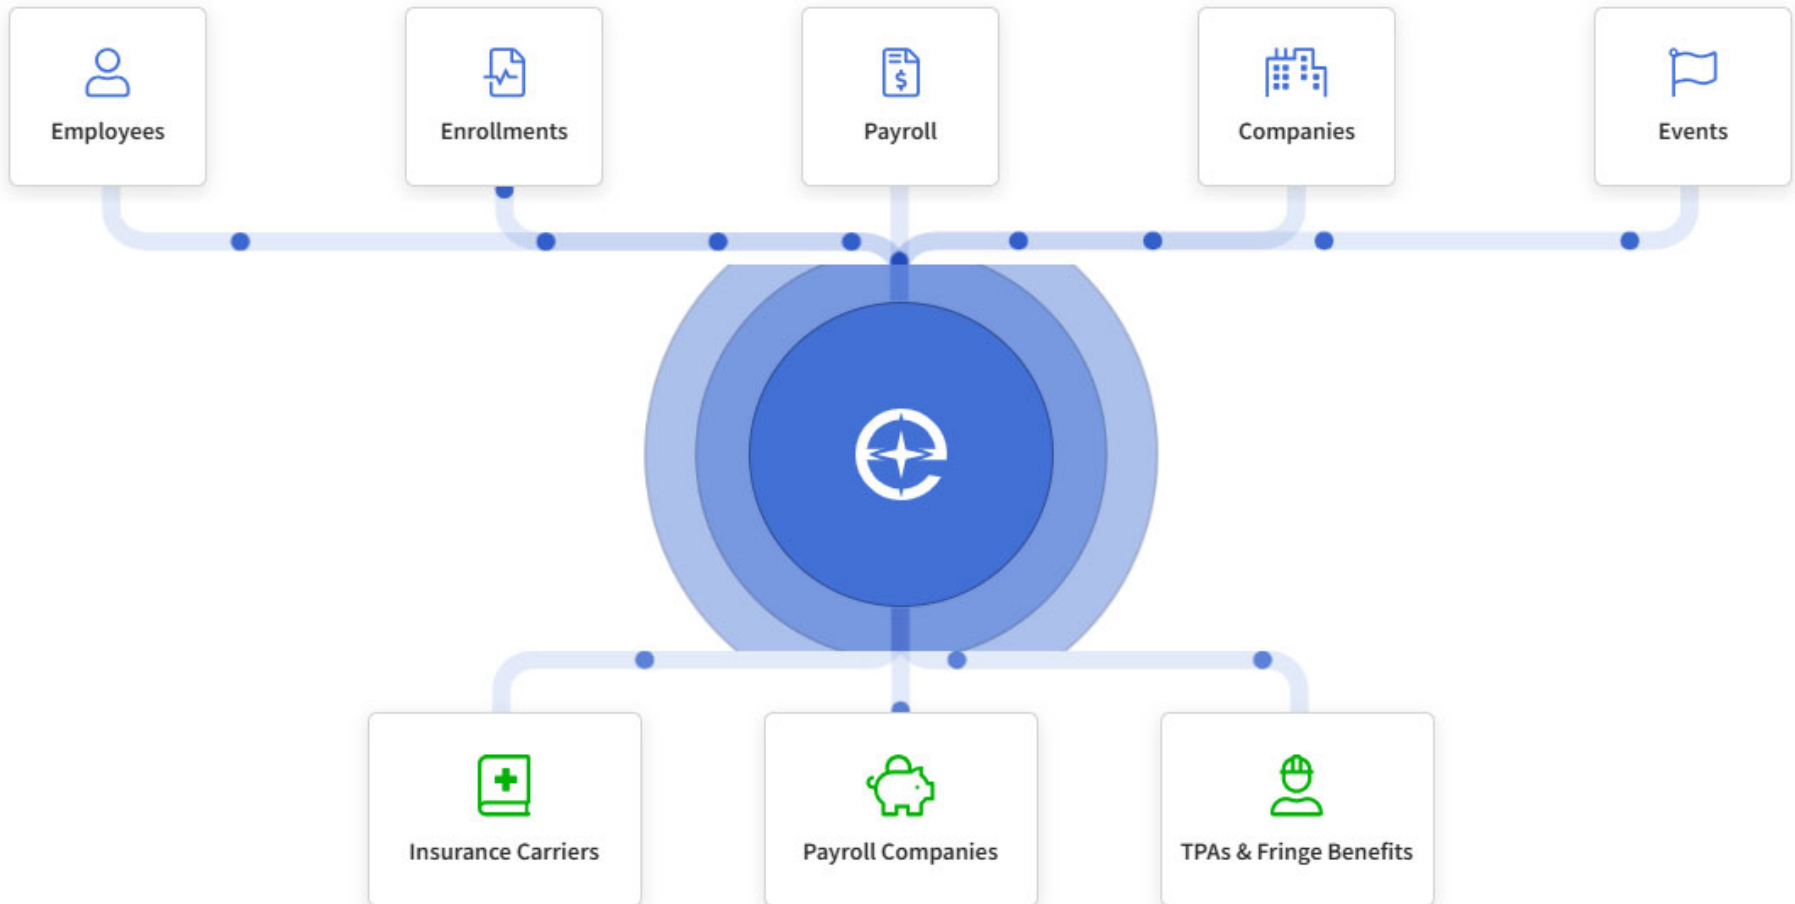 Employees
Enrollments
Payroll
Companies
Events
Insurance Carriers
Payroll Companies
TPAs & Fringe Benefits